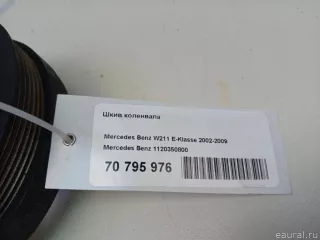 Шкив коленвала
Mercedes Benz W211 E-Klasse 2002-2009
Mercedes Benz 1120350800
70 795 976
eaural.ru